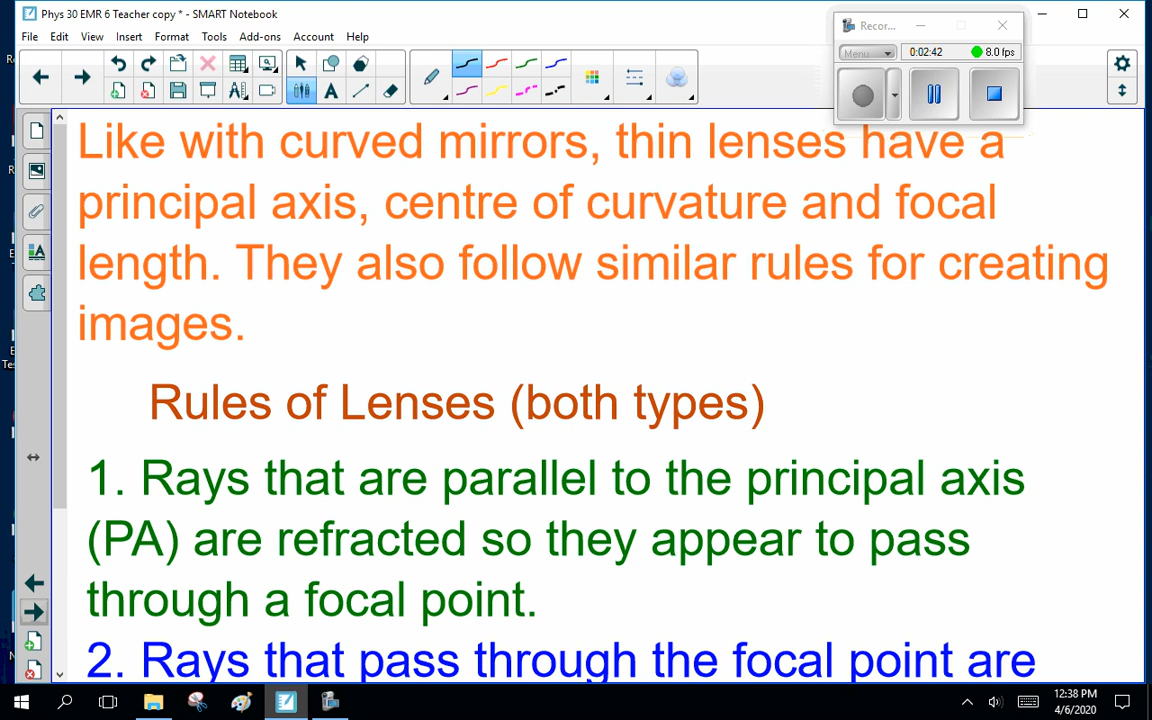 Phys 30 EMR 6 Teacher copy * - SMART Notebook
File Edit View Insert Format Tools Add-ons Account Help
Recor...
Menu 0:02:42 8.0 fps
Like with curved mirrors, thin lenses have a
principal axis, centre of curvature and focal
length. They also follow similar rules for creating
images.
Rules of Lenses (both types)
1. Rays that are parallel to the principal axis
(PA) are refracted so they appear to pass
through a focal point.
2. Rays that pass through the focal point are
12:38 PM
4/6/2020